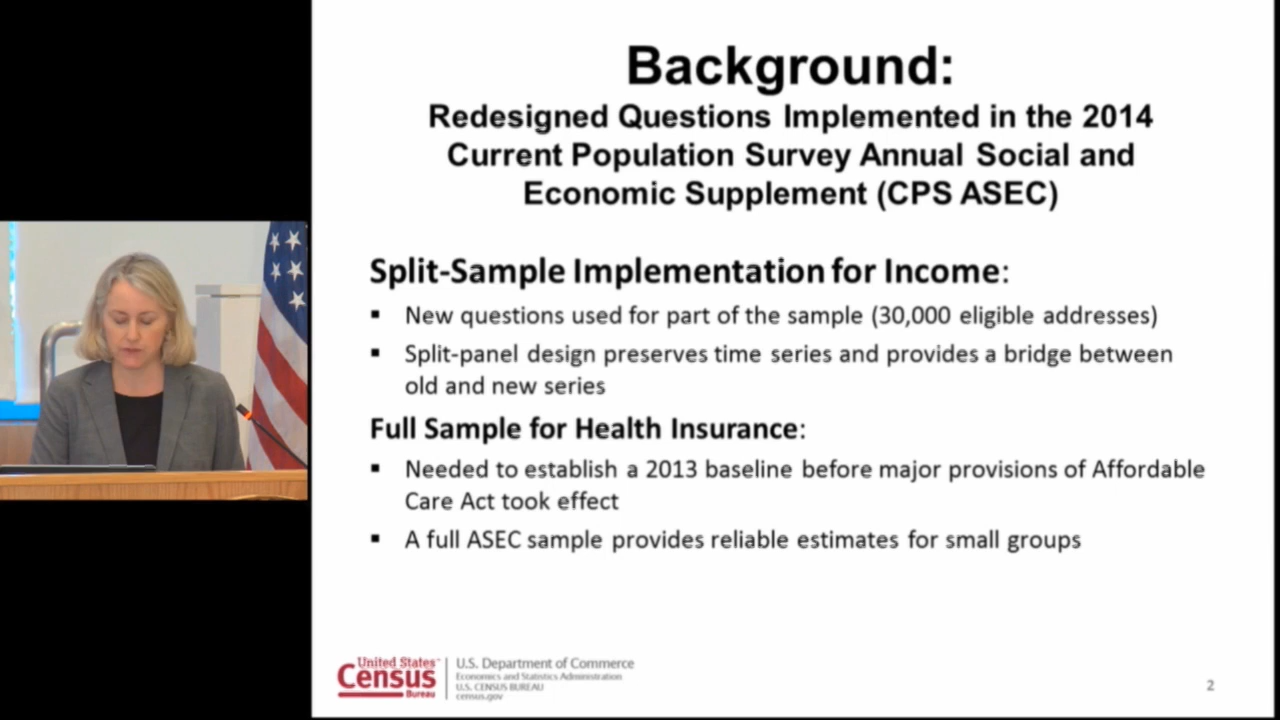 Background:
Redesigned Questions Implemented in the 2014
Current Population Survey Annual Social and
Economic Supplement (CPS ASEC)
Split-Sample Implementation for Income:
▪ New questions used for part of the sample (30,000 eligible addresses)
▪ Split-panel design preserves time series and provides a bridge between
old and new series
Full Sample for Health Insurance:
▪ Needed to establish a 2013 baseline before major provisions of Affordable
Care Act took effect
▪ A full ASEC sample provides reliable estimates for small groups
United States™
Census
Bureau
U.S. Department of Commerce
Economics and Statistics Administration
U.S. CENSUS BUREAU
census.gov
2